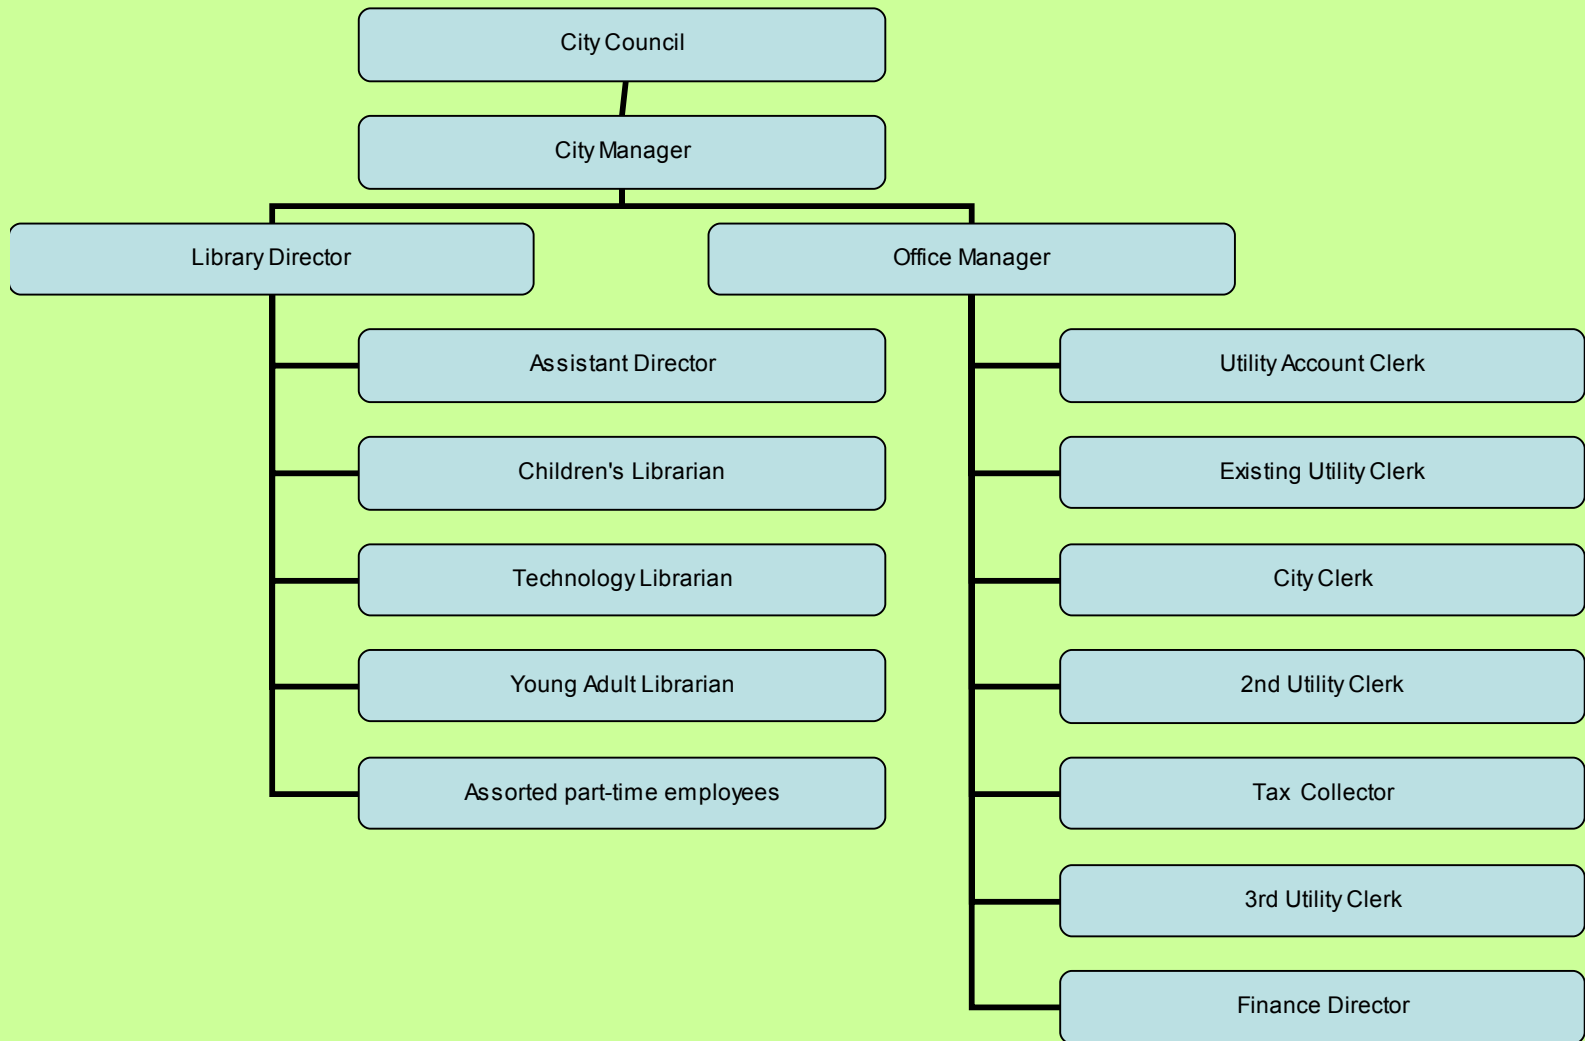 City Council
City Manager
Library Director
Office Manager
Assistant Director
Children's Librarian
Technology Librarian
Young Adult Librarian
Assorted part-time employees
Utility Account Clerk
Existing Utility Clerk
City Clerk
2nd Utility Clerk
Tax Collector
3rd Utility Clerk
Finance Director